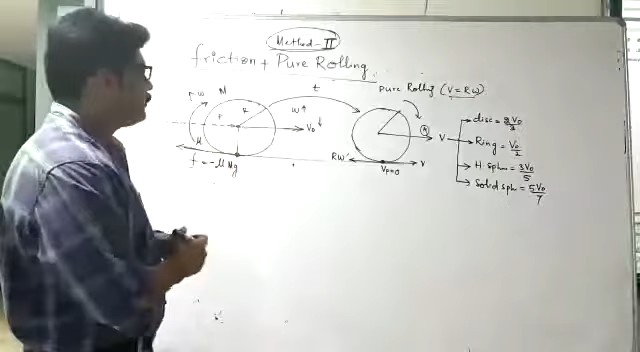 Method-II
friction + Pure Rolling
ω M
t
Pure Rolling (V = Rω)
R
ω↑
V₀ ↓
μ
f = -μMg
Rω
Vp=0
V
V
disc = 2V₀/3
Ring = V₀/2
H.sph = 3V₀/5
Solid sph = 5V₀/7